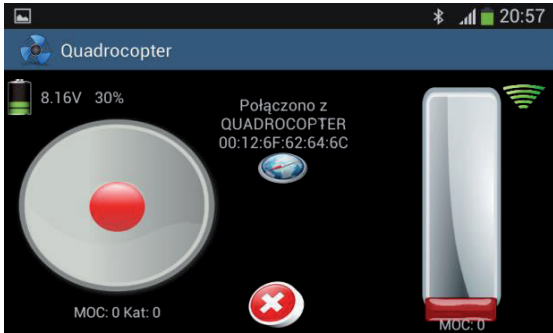 20:57
Quadrocopter
8.16V 30%
Połączono z
QUADROCOPTER
00:12:6F:62:64:6C
MOC: 0 Kat: 0
MOC: 0